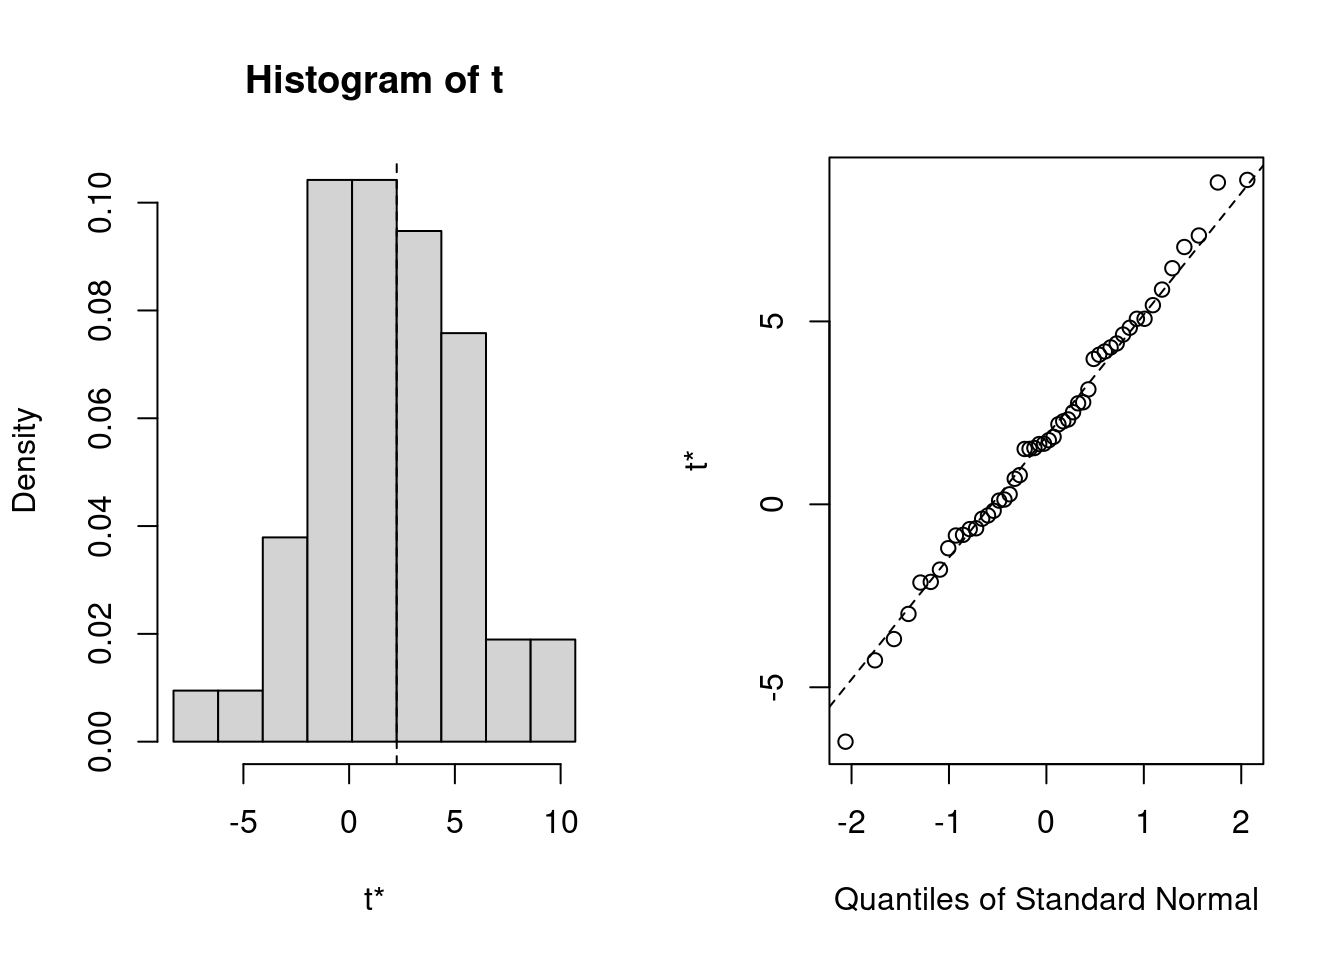 Histogram of t
Density
0.00 0.02 0.04 0.06 0.08 0.10
-5 0 5 10
t*
t*
-5 0 5
-2 -1 0 1 2
Quantiles of Standard Normal